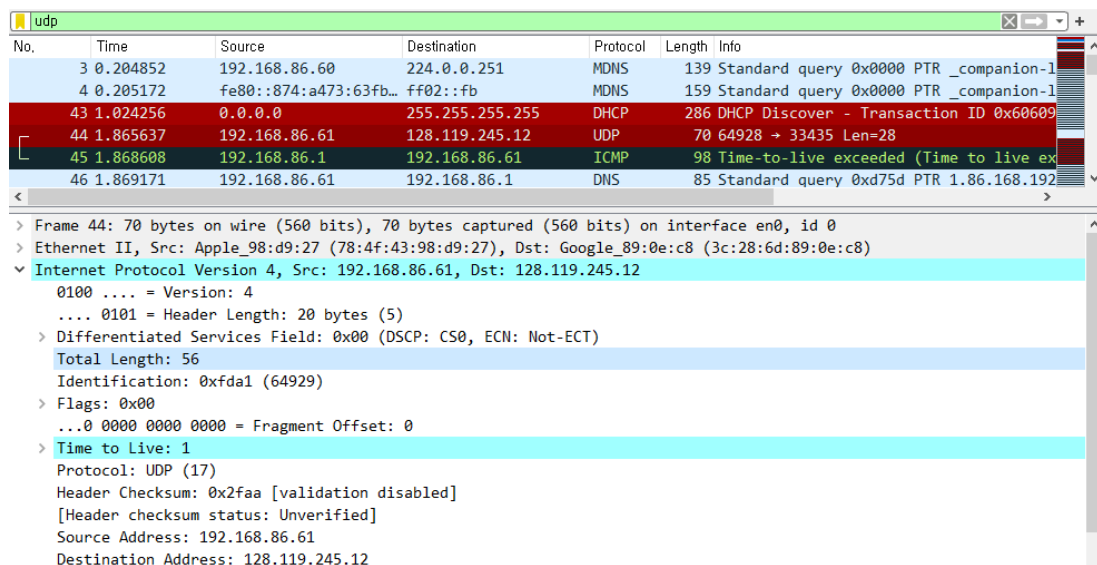 udp
No. Time Source Destination Protocol Length Info
3 0.204852 192.168.86.60 224.0.0.251 MDNS 139 Standard query 0x0000 PTR _companion-l
4 0.205172 fe80::874:a473:63fb… ff02::fb MDNS 159 Standard query 0x0000 PTR _companion-l
43 1.024256 0.0.0.0 255.255.255.255 DHCP 286 DHCP Discover - Transaction ID 0x60609
44 1.865637 192.168.86.61 128.119.245.12 UDP 70 64928 → 33435 Len=28
45 1.868608 192.168.86.1 192.168.86.61 ICMP 98 Time-to-live exceeded (Time to live ex
46 1.869171 192.168.86.61 192.168.86.1 DNS 85 Standard query 0xd75d PTR 1.86.168.192
Frame 44: 70 bytes on wire (560 bits), 70 bytes captured (560 bits) on interface en0, id 0
Ethernet II, Src: Apple_98:d9:27 (78:4f:43:98:d9:27), Dst: Google_89:0e:c8 (3c:28:6d:89:0e:c8)
Internet Protocol Version 4, Src: 192.168.86.61, Dst: 128.119.245.12
0100 .... = Version: 4
.... 0101 = Header Length: 20 bytes (5)
Differentiated Services Field: 0x00 (DSCP: CS0, ECN: Not-ECT)
Total Length: 56
Identification: 0xfda1 (64929)
Flags: 0x00
...0 0000 0000 0000 = Fragment Offset: 0
Time to Live: 1
Protocol: UDP (17)
Header Checksum: 0x2faa [validation disabled]
[Header checksum status: Unverified]
Source Address: 192.168.86.61
Destination Address: 128.119.245.12